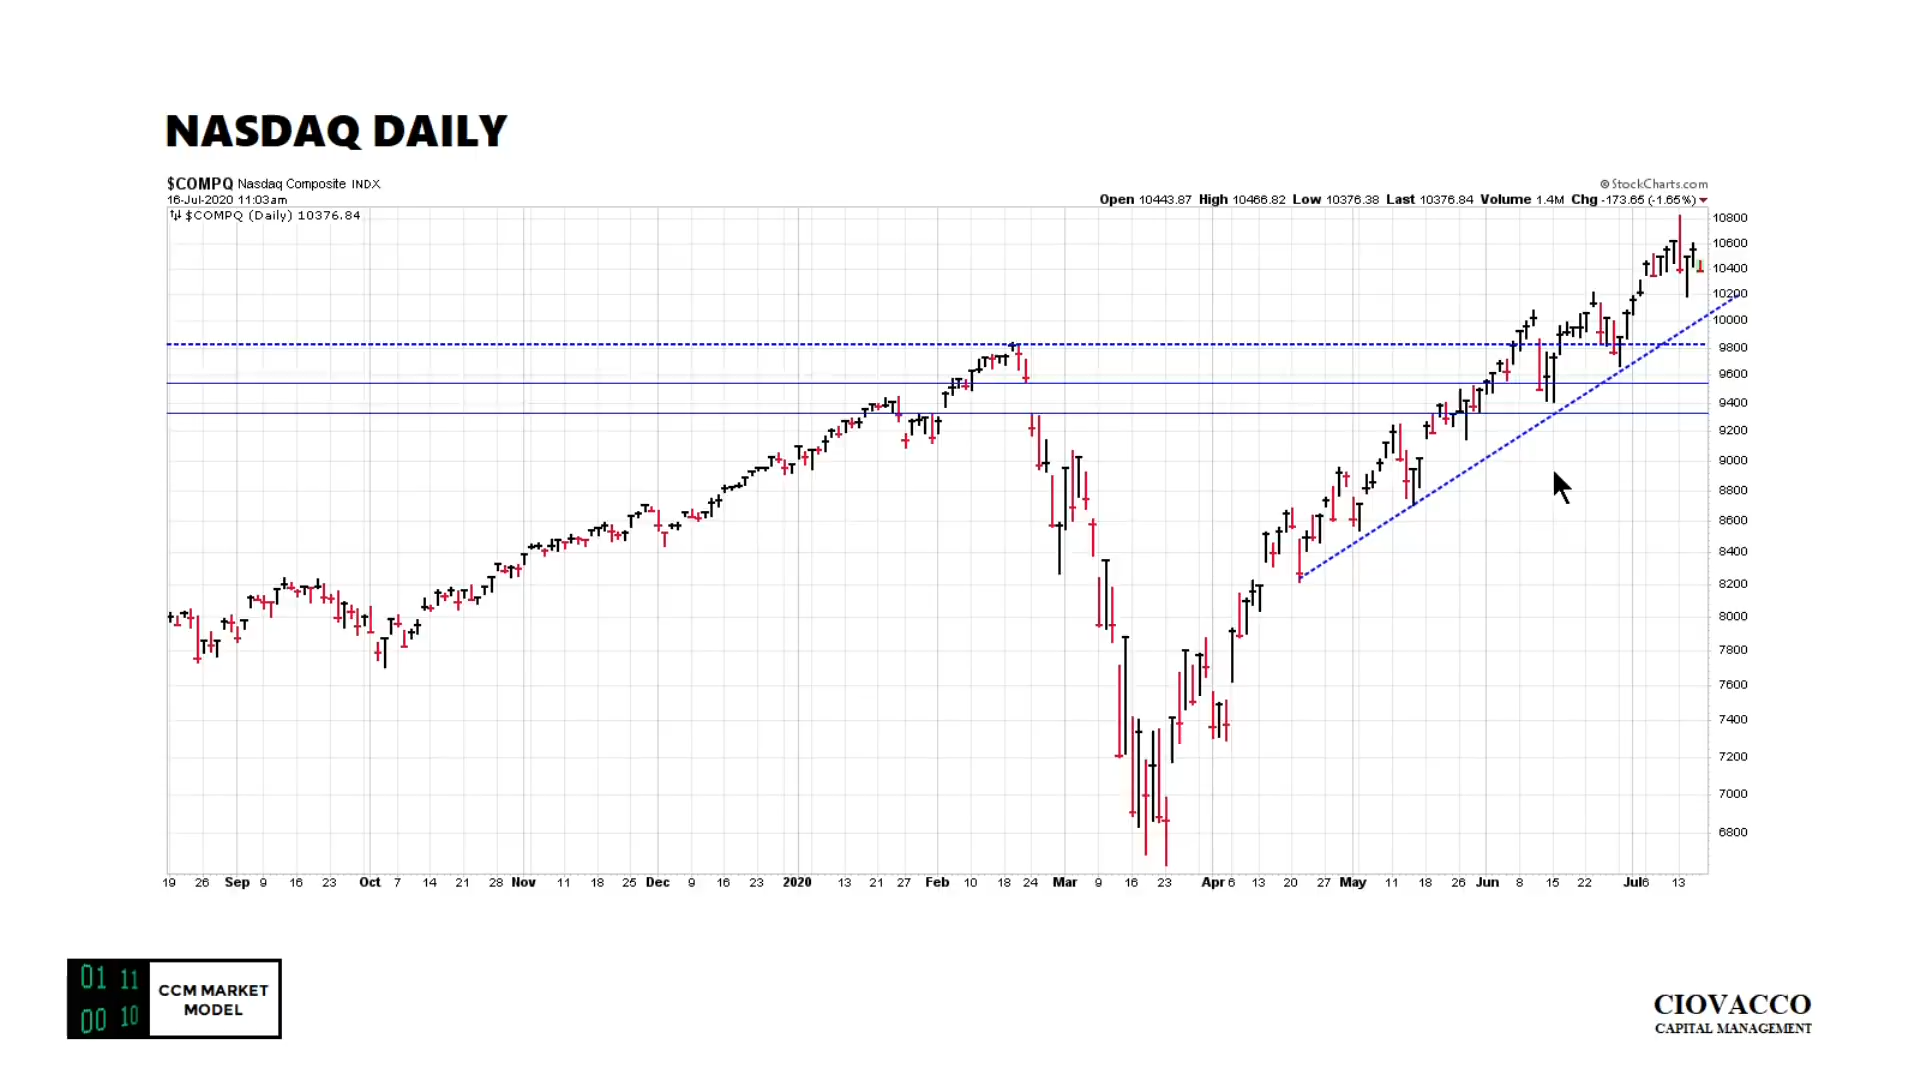 NASDAQ DAILY
$COMPQ Nasdaq Composite INDX
© StockCharts.com
16-Jul-2020 11:03am
Open 10443.87 High 10466.82 Low 10376.38 Last 10376.84 Volume 1.4M Chg -173.65 (-1.65%)
$COMPQ (Daily) 10376.84
10800
10600
10400
10200
10000
9800
9600
9400
9200
9000
8800
8600
8400
8200
8000
7800
7600
7400
7200
7000
6800
19 26 Sep 9 16 23 Oct 7 14 21 28 Nov 11 18 25 Dec 9 16 23 2020 13 21 27 Feb 10 18 24 Mar 9 16 23 Apr 6 13 20 27 May 11 18 26 Jun 8 15 22 Jul 6 13
01 11
00 10
CCM MARKET
MODEL
CIOVACCO
CAPITAL MANAGEMENT